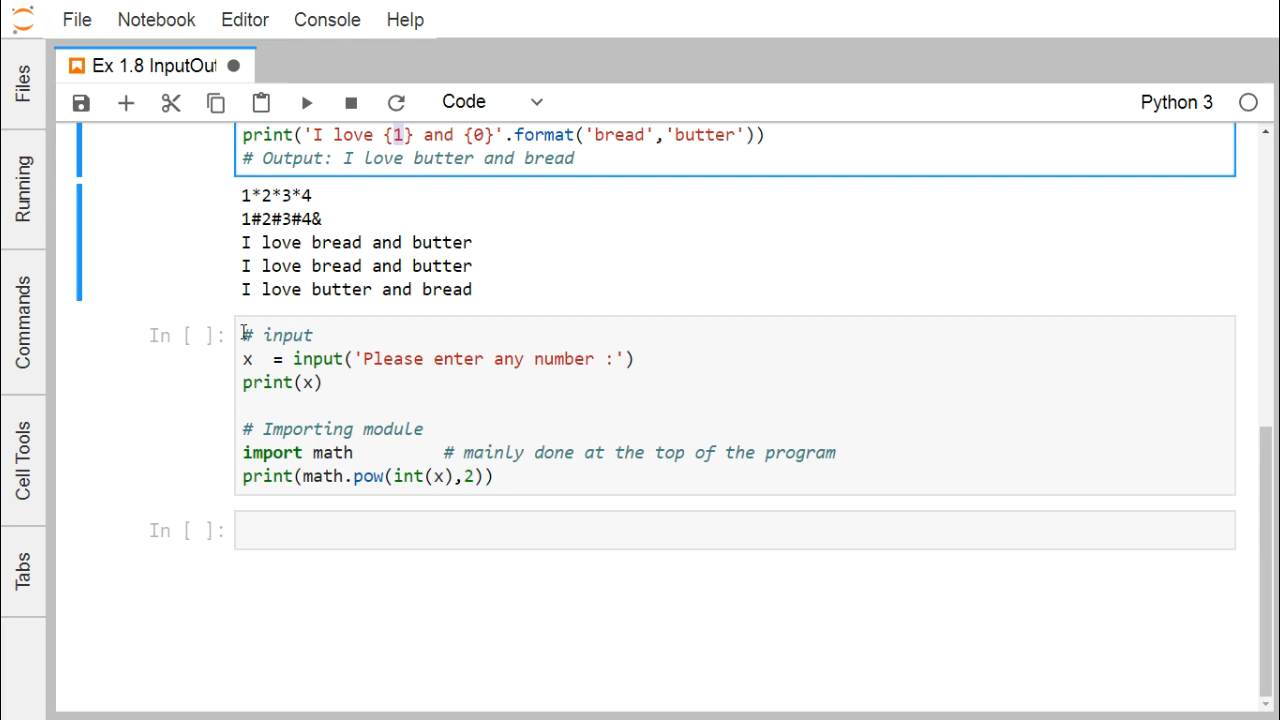 File Notebook Editor Console Help
Ex 1.8 InputOut
Code Python 3
Files
Running
Commands
Cell Tools
Tabs
print('I love {1} and {0}'.format('bread','butter'))
# Output: I love butter and bread
1*2*3*4
1#2#3#4&
I love bread and butter
I love bread and butter
I love butter and bread
In [ ]: # input
x  = input('Please enter any number :')
print(x)
# Importing module
import math         # mainly done at the top of the program
print(math.pow(int(x),2))
In [ ]: